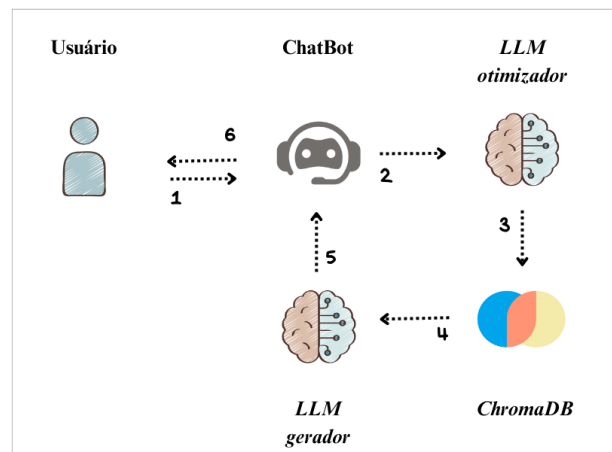 Usuário
ChatBot
LLM
otimizador
6
1
2
3
5
4
LLM
gerador
ChromaDB